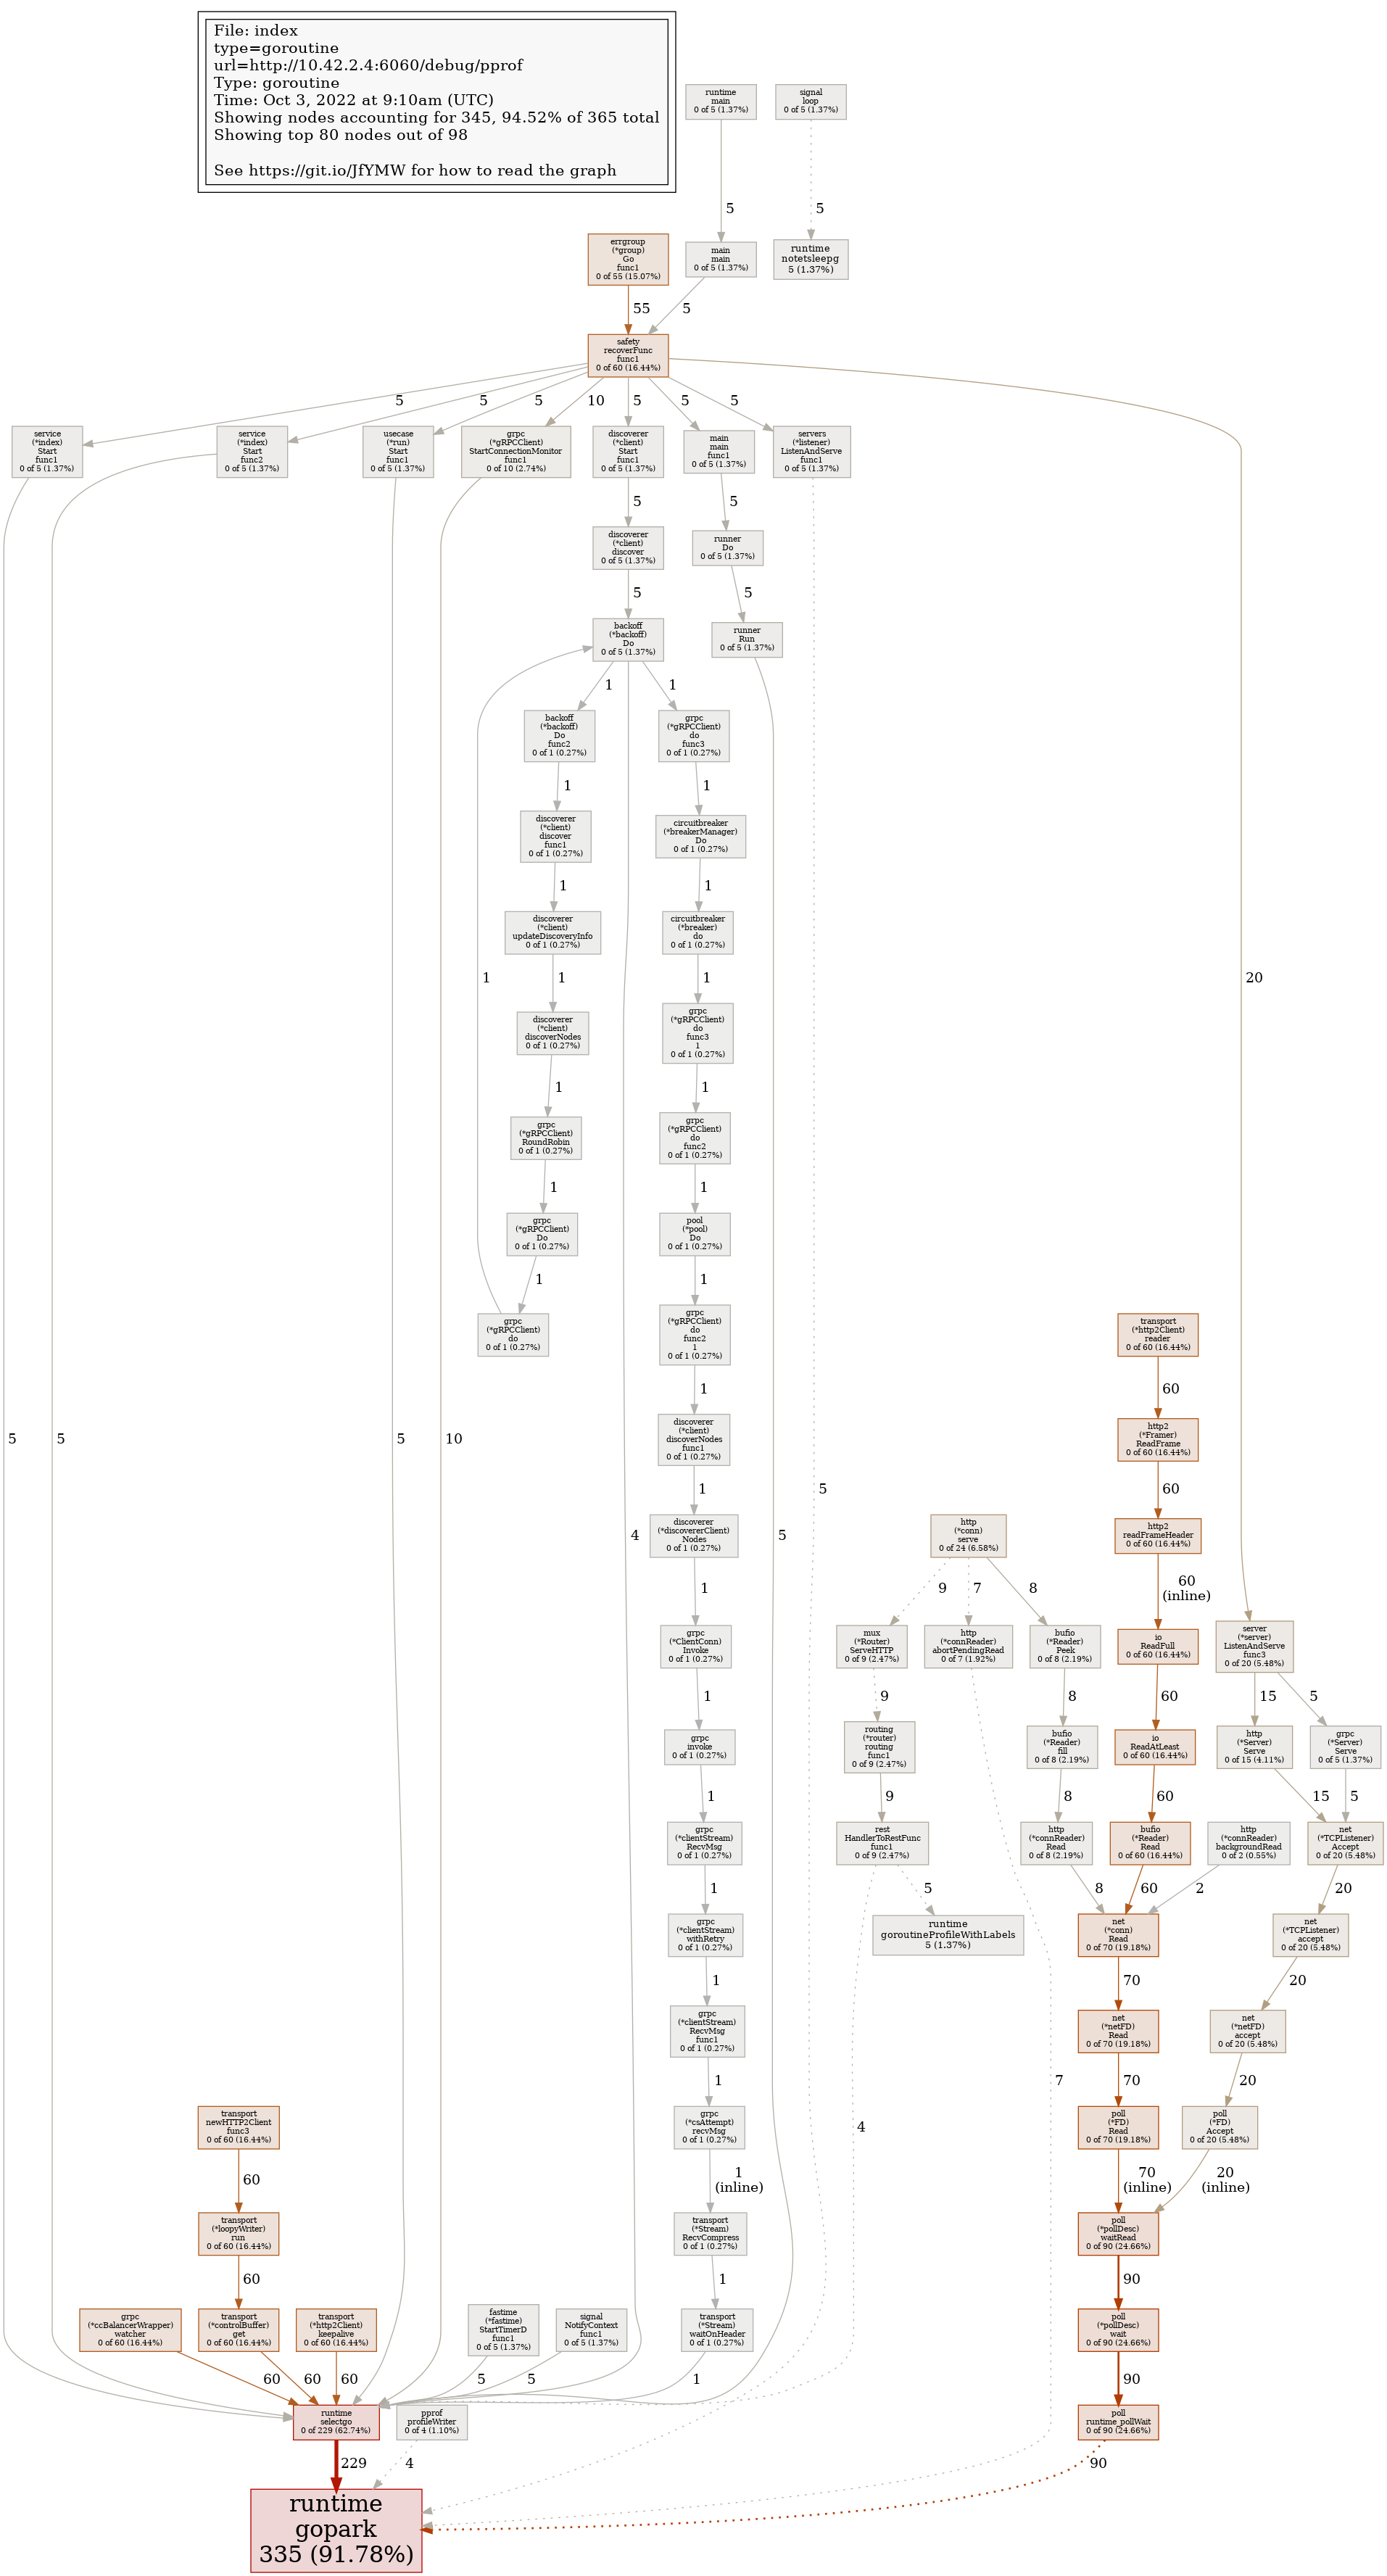 File: index
type=goroutine
url=http://10.42.2.4:6060/debug/pprof
Type: goroutine
Time: Oct 3, 2022 at 9:10am (UTC)
Showing nodes accounting for 345, 94.52% of 365 total
Showing top 80 nodes out of 98
See https://git.io/JfYMW for how to read the graph
runtime
main
0 of 5 (1.37%)
signal
loop
0 of 5 (1.37%)
5
5
errgroup
(*group)
Go
func1
0 of 55 (15.07%)
main
main
0 of 5 (1.37%)
runtime
notetsleepg
5 (1.37%)
55
5
safety
recoverFunc
func1
0 of 60 (16.44%)
5
5
5
10
5
5
5
service
(*index)
Start
func1
0 of 5 (1.37%)
service
(*index)
Start
func2
0 of 5 (1.37%)
usecase
(*run)
Start
func1
0 of 5 (1.37%)
grpc
(*gRPCClient)
StartConnectionMonitor
func1
0 of 10 (2.74%)
discoverer
(*client)
Start
func1
0 of 5 (1.37%)
main
main
func1
0 of 5 (1.37%)
servers
(*listener)
ListenAndServe
func1
0 of 5 (1.37%)
5
5
discoverer
(*client)
discover
0 of 5 (1.37%)
runner
Do
0 of 5 (1.37%)
5
5
backoff
(*backoff)
Do
0 of 5 (1.37%)
runner
Run
0 of 5 (1.37%)
1
1
backoff
(*backoff)
Do
func2
0 of 1 (0.27%)
grpc
(*gRPCClient)
do
func3
0 of 1 (0.27%)
1
1
discoverer
(*client)
discover
func1
0 of 1 (0.27%)
circuitbreaker
(*breakerManager)
Do
0 of 1 (0.27%)
1
1
discoverer
(*client)
updateDiscoveryInfo
0 of 1 (0.27%)
circuitbreaker
(*breaker)
do
0 of 1 (0.27%)
1
1
1
20
discoverer
(*client)
discoverNodes
0 of 1 (0.27%)
grpc
(*gRPCClient)
do
func3
1
0 of 1 (0.27%)
1
1
grpc
(*gRPCClient)
RoundRobin
0 of 1 (0.27%)
grpc
(*gRPCClient)
do
func2
0 of 1 (0.27%)
1
1
grpc
(*gRPCClient)
Do
0 of 1 (0.27%)
pool
(*pool)
Do
0 of 1 (0.27%)
1
1
grpc
(*gRPCClient)
do
0 of 1 (0.27%)
grpc
(*gRPCClient)
do
func2
1
0 of 1 (0.27%)
transport
(*http2Client)
reader
0 of 60 (16.44%)
1
60
discoverer
(*client)
discoverNodes
func1
0 of 1 (0.27%)
http2
(*Framer)
ReadFrame
0 of 60 (16.44%)
5
5
5
10
1
5
60
4
5
discoverer
(*discovererClient)
Nodes
0 of 1 (0.27%)
http
(*conn)
serve
0 of 24 (6.58%)
http2
readFrameHeader
0 of 60 (16.44%)
1
9
7
8
60
(inline)
grpc
(*ClientConn)
Invoke
0 of 1 (0.27%)
mux
(*Router)
ServeHTTP
0 of 9 (2.47%)
http
(*connReader)
abortPendingRead
0 of 7 (1.92%)
bufio
(*Reader)
Peek
0 of 8 (2.19%)
io
ReadFull
0 of 60 (16.44%)
server
(*server)
ListenAndServe
func3
0 of 20 (5.48%)
1
9
8
60
15
5
grpc
invoke
0 of 1 (0.27%)
routing
(*router)
routing
func1
0 of 9 (2.47%)
bufio
(*Reader)
fill
0 of 8 (2.19%)
io
ReadAtLeast
0 of 60 (16.44%)
http
(*Server)
Serve
0 of 15 (4.11%)
grpc
(*Server)
Serve
0 of 5 (1.37%)
1
9
8
60
15
5
grpc
(*clientStream)
RecvMsg
0 of 1 (0.27%)
rest
HandlerToRestFunc
func1
0 of 9 (2.47%)
http
(*connReader)
Read
0 of 8 (2.19%)
bufio
(*Reader)
Read
0 of 60 (16.44%)
http
(*connReader)
backgroundRead
0 of 2 (0.55%)
net
(*TCPListener)
Accept
0 of 20 (5.48%)
1
5
8
60
2
20
grpc
(*clientStream)
withRetry
0 of 1 (0.27%)
runtime
goroutineProfileWithLabels
5 (1.37%)
net
(*conn)
Read
0 of 70 (19.18%)
net
(*TCPListener)
accept
0 of 20 (5.48%)
1
70
20
grpc
(*clientStream)
RecvMsg
func1
0 of 1 (0.27%)
net
(*netFD)
Read
0 of 70 (19.18%)
net
(*netFD)
accept
0 of 20 (5.48%)
1
7
70
20
transport
newHTTP2Client
func3
0 of 60 (16.44%)
grpc
(*csAttempt)
recvMsg
0 of 1 (0.27%)
4
poll
(*FD)
Read
0 of 70 (19.18%)
poll
(*FD)
Accept
0 of 20 (5.48%)
60
1
(inline)
70
(inline)
20
(inline)
transport
(*loopyWriter)
run
0 of 60 (16.44%)
transport
(*Stream)
RecvCompress
0 of 1 (0.27%)
poll
(*pollDesc)
waitRead
0 of 90 (24.66%)
60
1
90
grpc
(*ccBalancerWrapper)
watcher
0 of 60 (16.44%)
transport
(*controlBuffer)
get
0 of 60 (16.44%)
transport
(*http2Client)
keepalive
0 of 60 (16.44%)
fastime
(*fastime)
StartTimerD
func1
0 of 5 (1.37%)
signal
NotifyContext
func1
0 of 5 (1.37%)
transport
(*Stream)
waitOnHeader
0 of 1 (0.27%)
poll
(*pollDesc)
wait
0 of 90 (24.66%)
60
60
60
5
5
1
90
runtime
selectgo
0 of 229 (62.74%)
pprof
profileWriter
0 of 4 (1.10%)
poll
runtime_pollWait
0 of 90 (24.66%)
229
4
90
runtime
gopark
335 (91.78%)